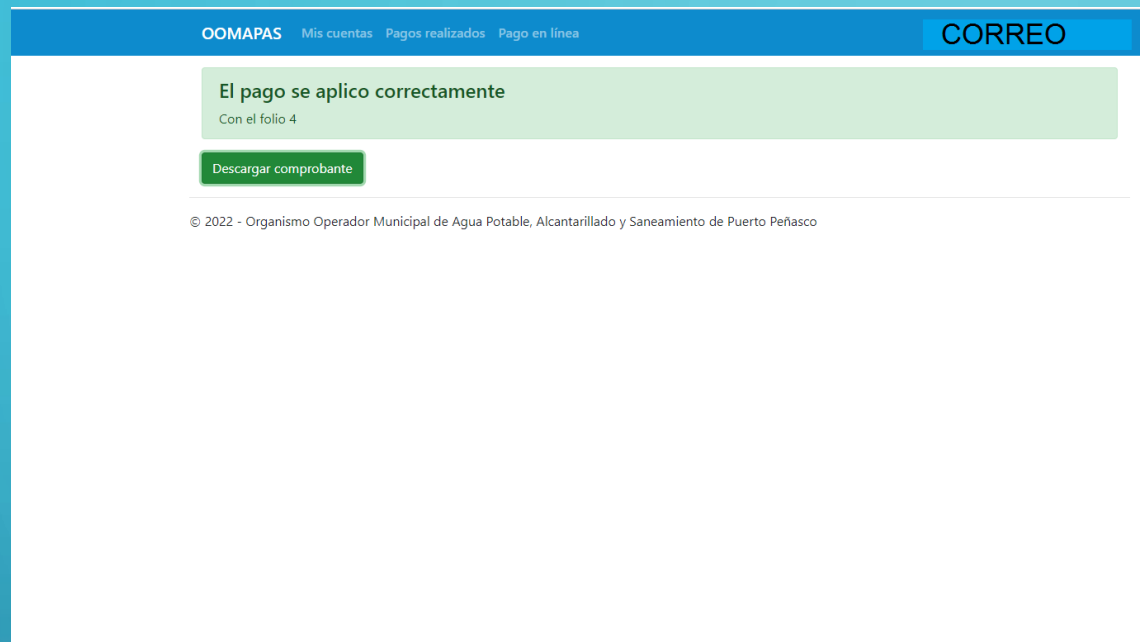 OOMAPAS Mis cuentas Pagos realizados Pago en línea CORREO
El pago se aplico correctamente
Con el folio 4
Descargar comprobante
© 2022 - Organismo Operador Municipal de Agua Potable, Alcantarillado y Saneamiento de Puerto Peñasco